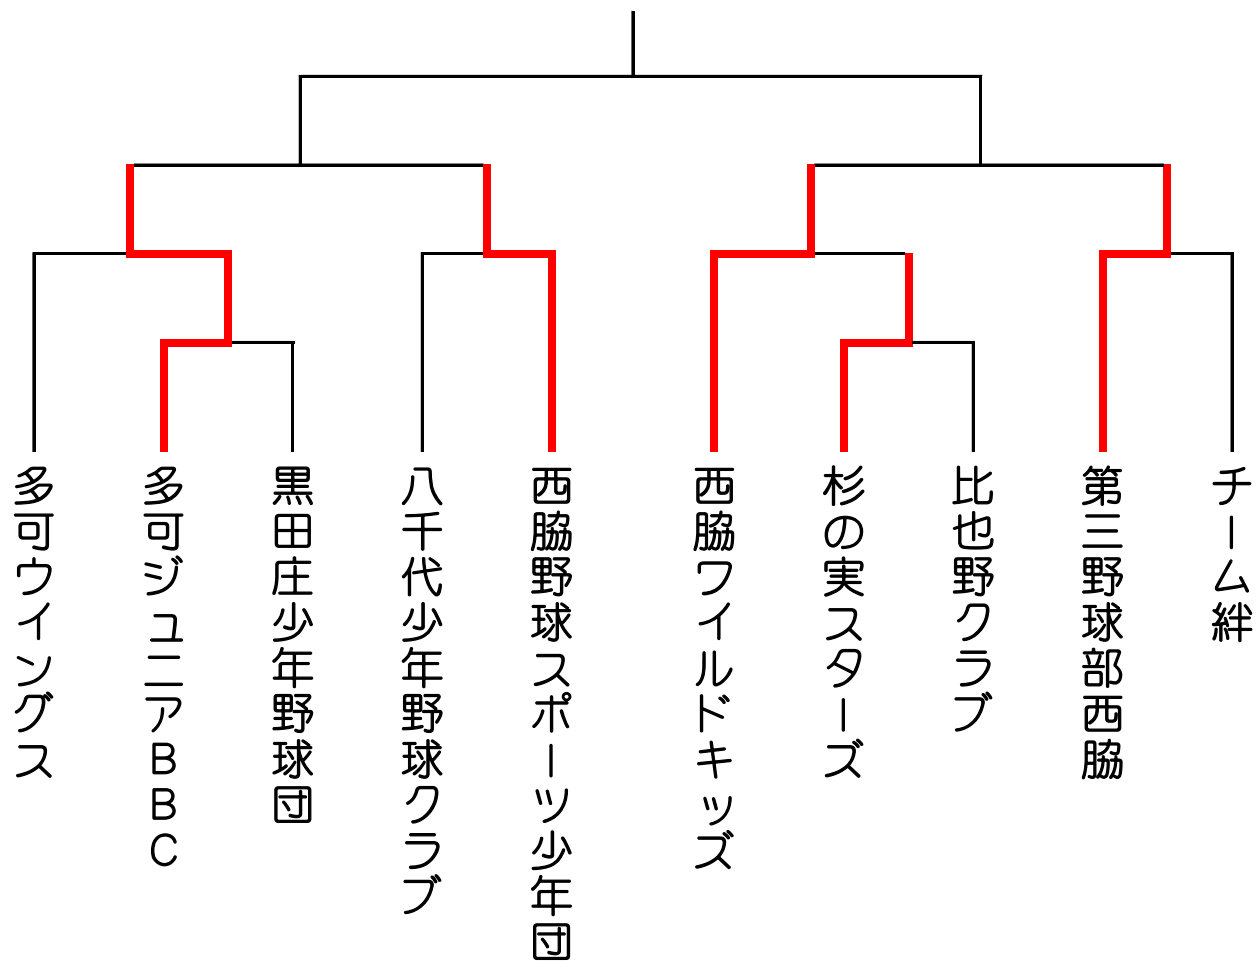 多可ウイングス
多可ジュニアＢＢＣ
黒田庄少年野球団
八千代少年野球クラブ
西脇野球スポーツ少年団
西脇ワイルドキッズ
杉の実スターズ
比也野クラブ
第三野球部西脇
チーム絆